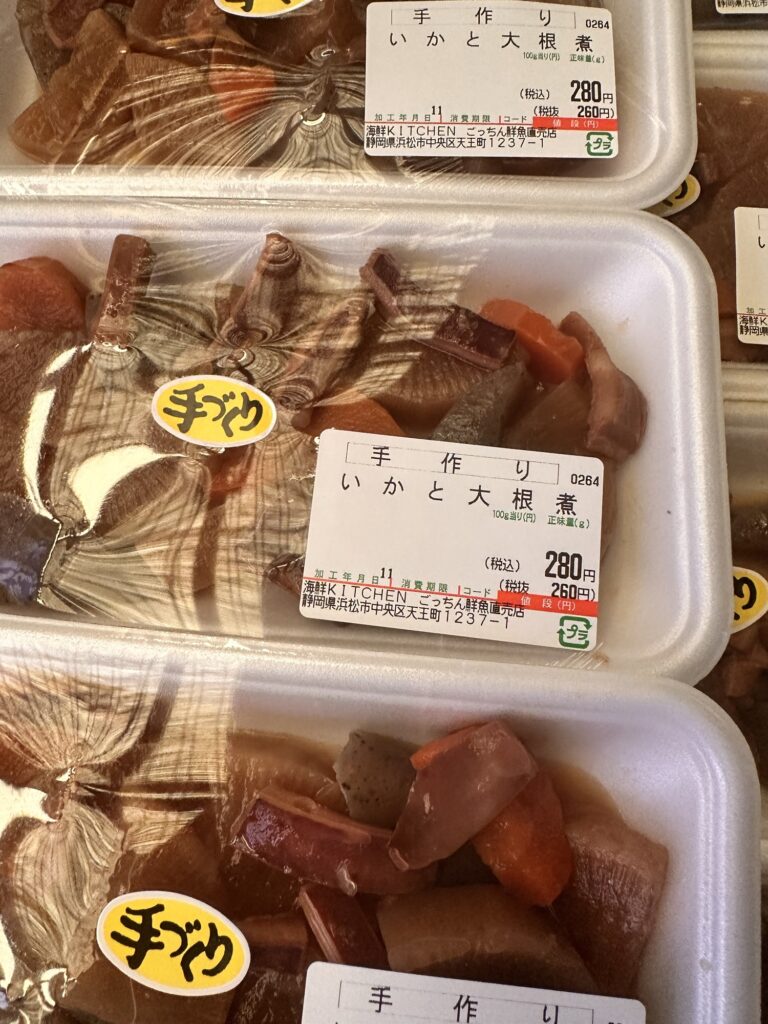 手作り
0264
いかと大根煮
100g当り(円) 正味量(g)
(税込) 280円
(税抜 260円)
11
加工年月日 消費期限 コード 値段(円)
海鮮KITCHEN ごっちん鮮魚直売店
静岡県浜松市中央区天王町1237-1
プラ
手づくり
手作り
0264
いかと大根煮
100g当り(円) 正味量(g)
(税込) 280円
(税抜 260円)
11
加工年月日 消費期限 コード 値段(円)
海鮮KITCHEN ごっちん鮮魚直売店
静岡県浜松市中央区天王町1237-1
プラ
手づくり
手作り